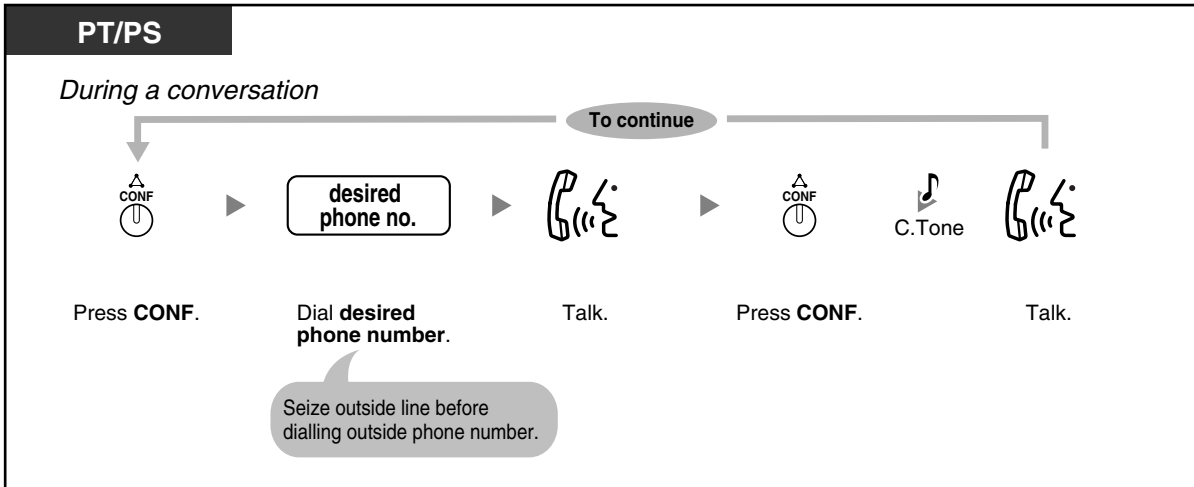 PT/PS
During a conversation
To continue
CONF
desired
phone no.
CONF
C.Tone
Press CONF.
Dial desired
phone number.
Talk.
Press CONF.
Talk.
Seize outside line before
dialling outside phone number.